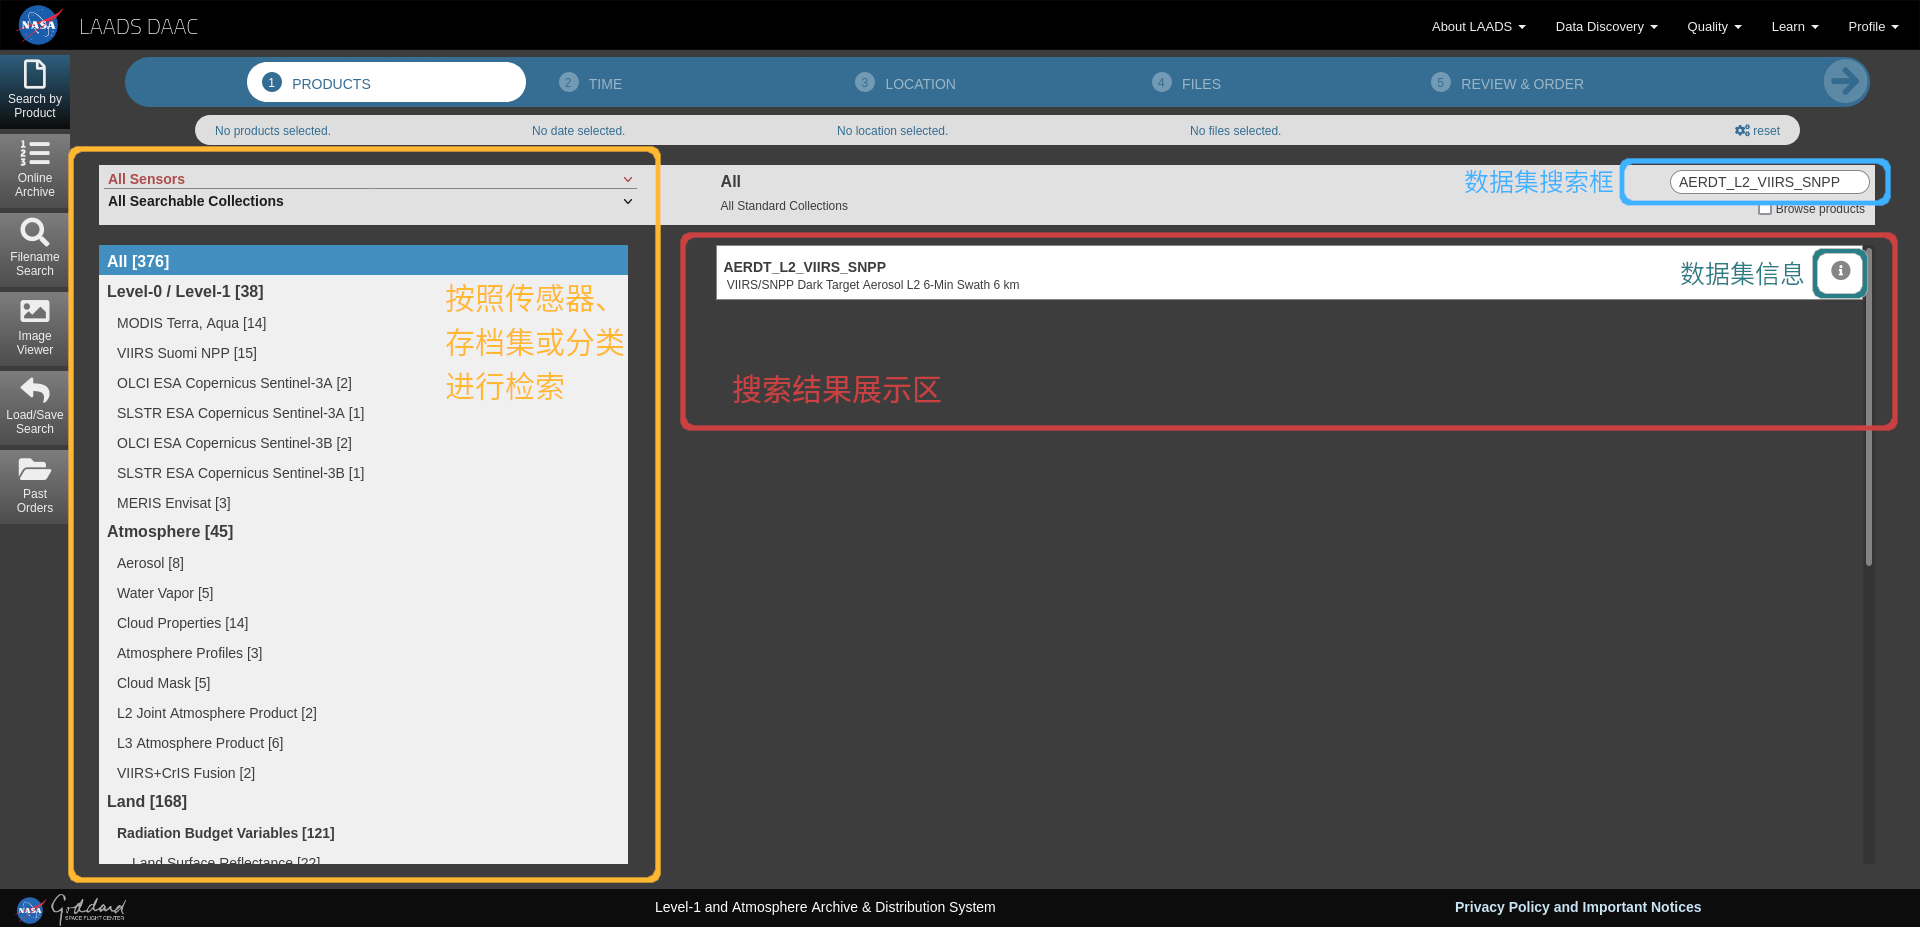 NASA LAADS DAAC About LAADS Data Discovery Quality Learn Profile
1 PRODUCTS 2 TIME 3 LOCATION 4 FILES 5 REVIEW & ORDER
No products selected. No date selected. No location selected. No files selected. reset
Search by
Product
Online
Archive
Filename
Search
Image
Viewer
Load/Save
Search
Past
Orders
All Sensors
All Searchable Collections
All
All Standard Collections
数据集搜索框
AERDT_L2_VIIRS_SNPP
Browse products
All [376]
Level-0 / Level-1 [38]
MODIS Terra, Aqua [14]
VIIRS Suomi NPP [15]
OLCI ESA Copernicus Sentinel-3A [2]
SLSTR ESA Copernicus Sentinel-3A [1]
OLCI ESA Copernicus Sentinel-3B [2]
SLSTR ESA Copernicus Sentinel-3B [1]
MERIS Envisat [3]
Atmosphere [45]
Aerosol [8]
Water Vapor [5]
Cloud Properties [14]
Atmosphere Profiles [3]
Cloud Mask [5]
L2 Joint Atmosphere Product [2]
L3 Atmosphere Product [6]
VIIRS+CrIS Fusion [2]
Land [168]
Radiation Budget Variables [121]
Land Surface Reflectance [22]
按照传感器、
存档集或分类
进行检索
AERDT_L2_VIIRS_SNPP
VIIRS/SNPP Dark Target Aerosol L2 6-Min Swath 6 km
数据集信息
搜索结果展示区
NASA Goddard
SPACE FLIGHT CENTER
Level-1 and Atmosphere Archive & Distribution System
Privacy Policy and Important Notices